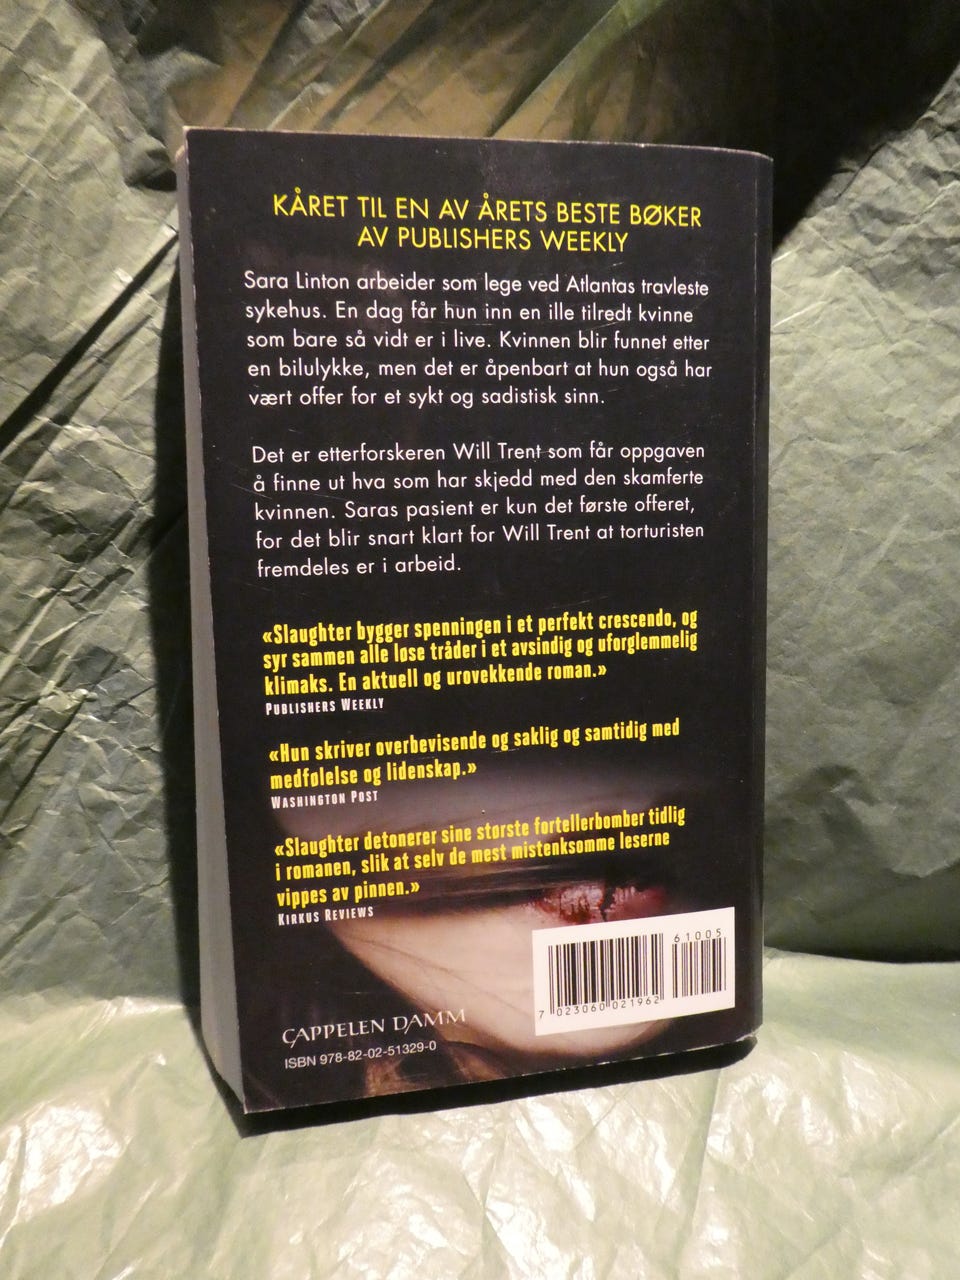 KÅRET TIL EN AV ÅRETS BESTE BØKER
AV PUBLISHERS WEEKLY
Sara Linton arbeider som lege ved Atlantas travleste
sykehus. En dag får hun inn en ille tilredt kvinne
som bare så vidt er i live. Kvinnen blir funnet etter
en bilulykke, men det er åpenbart at hun også har
vært offer for et sykt og sadistisk sinn.
Det er etterforskeren Will Trent som får oppgaven
å finne ut hva som har skjedd med den skamferte
kvinnen. Saras pasient er kun det første offeret,
for det blir snart klart for Will Trent at torturisten
fremdeles er i arbeid.
«Slaughter bygger spenningen i et perfekt crescendo, og
syr sammen alle løse tråder i et avsindig og uforglemmelig
klimaks. En aktuell og urovekkende roman.»
PUBLISHERS WEEKLY
«Hun skriver overbevisende og saklig og samtidig med
medfølelse og lidenskap.»
WASHINGTON POST
«Slaughter detonerer sine største fortellerbomber tidlig
i romanen, slik at selv de mest mistenksomme leserne
vippes av pinnen.»
KIRKUS REVIEWS
61005
7 023060 021962
CAPPELEN DAMM
ISBN 978-82-02-51329-0